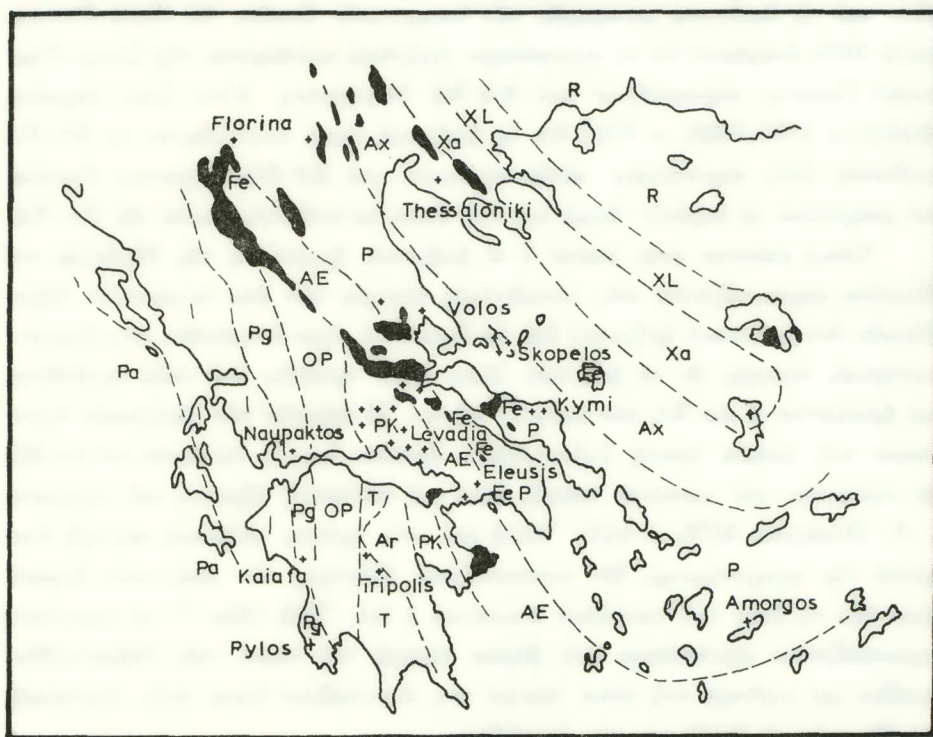 R
XL
Florina
Ax
Xa
R
Fe
Thessaloniki
P
AE
XL
Volos
Pg
Skopelos
Xa
Pa
OP
Fe
Kymi
Fe
P
Ax
PK
Naupaktos
Levadia
Fe
AE
Eleusis
Fe P
T
Pg OP
Ar
PK
Pa
Kaiafa
P
Tripolis
AE
Amorgos
Pg
T
Pylos